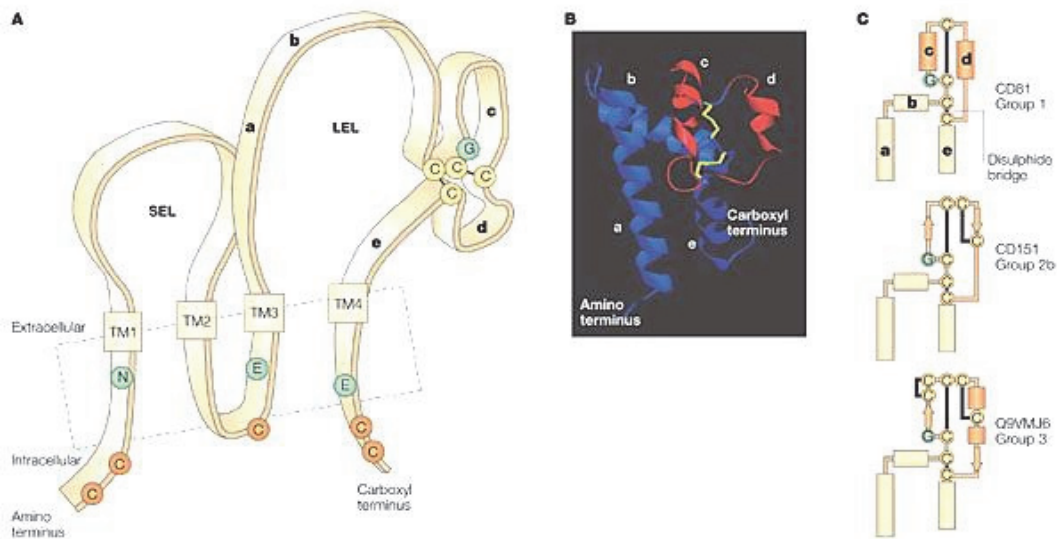 A
b
c
G
a
LEL
C
C
C
C
SEL
d
e
Extracellular
TM1
TM2
TM3
TM4
N
E
E
C
C
C
C
C
Intracellular
Amino
terminus
Carboxyl
terminus
B
c
b
d
Carboxyl
terminus
a
e
Amino
terminus
C
c
d
G
C
C
C
C
b
a
e
CD81
Group 1
Disulphide
bridge
C
C
C
G
C
C
C
CD151
Group 2b
C
C
C
C
C
G
C
C
C
Q9VMJ6
Group 3